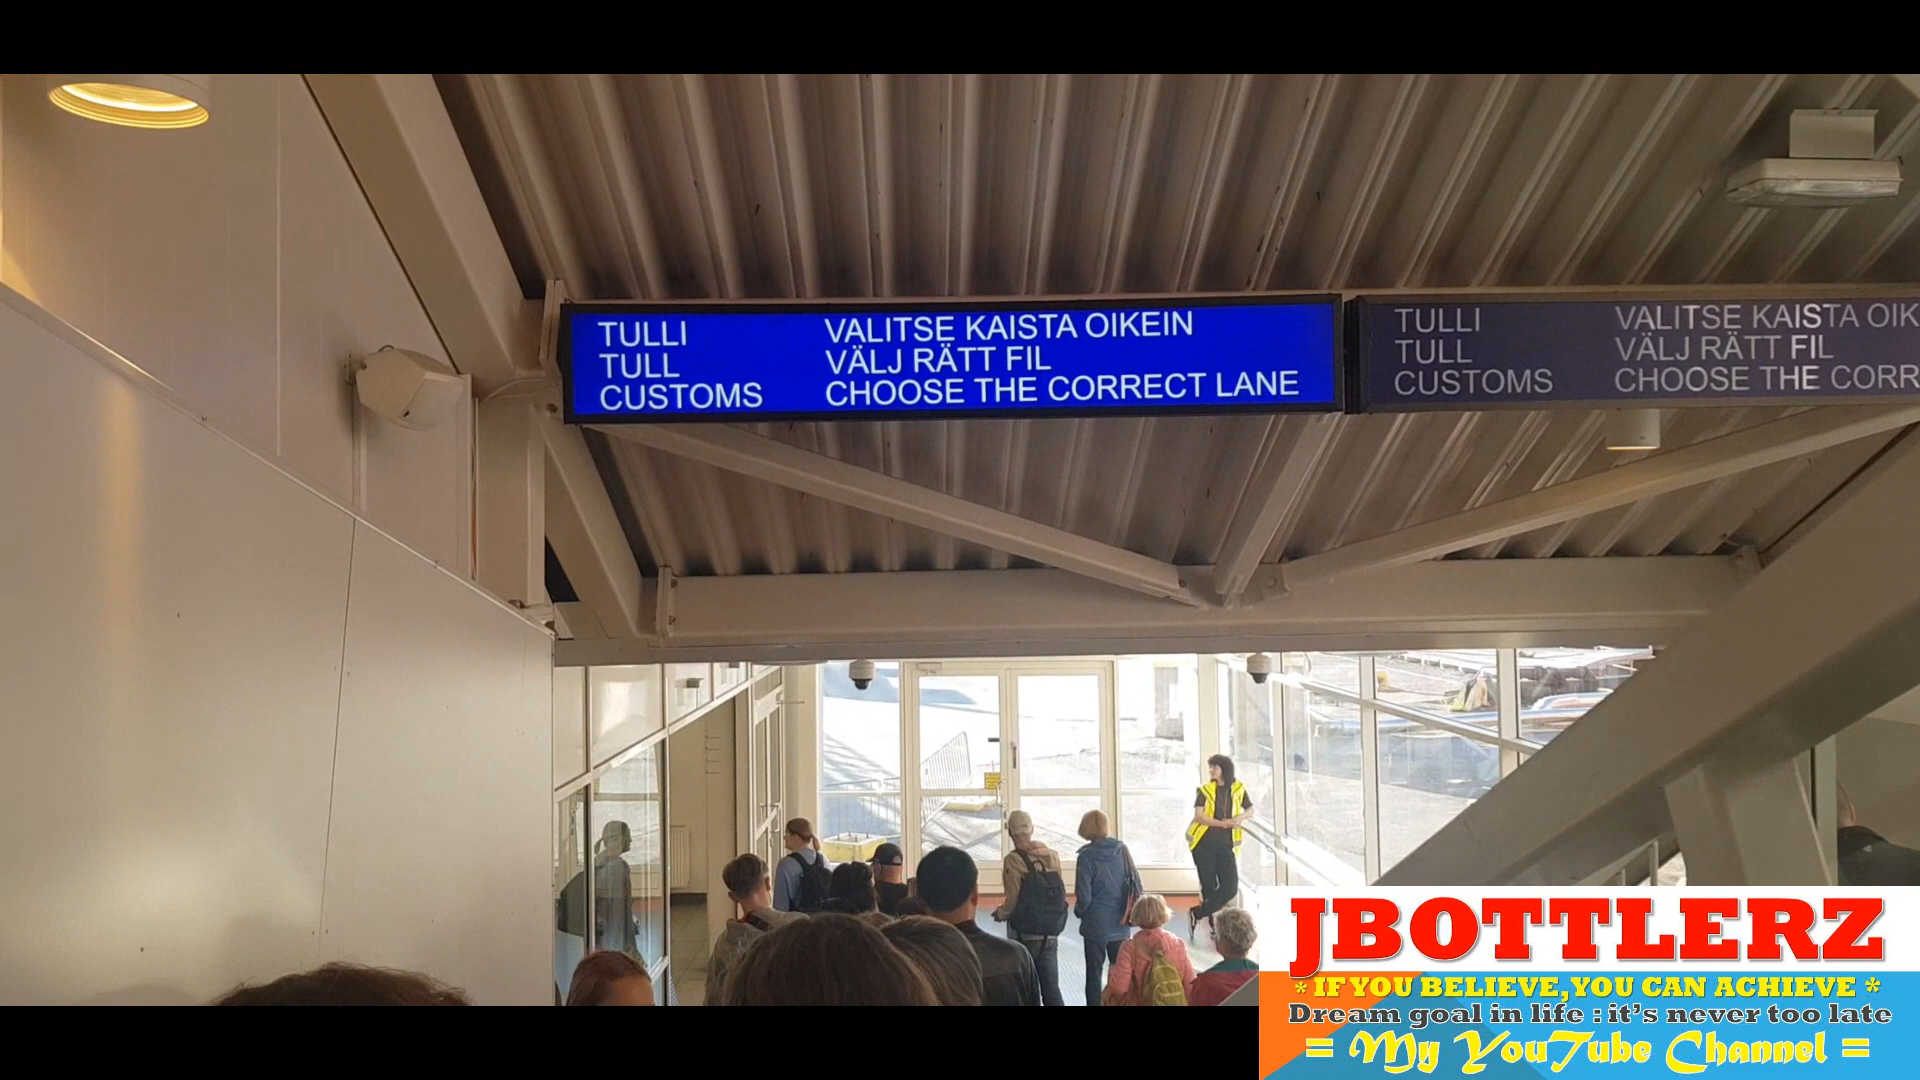 TULLI VALITSE KAISTA OIKEIN
TULL VÄLJ RÄTT FIL
CUSTOMS CHOOSE THE CORRECT LANE
TULLI VALITSE KAISTA OIK
TULL VÄLJ RÄTT FIL
CUSTOMS CHOOSE THE CORR
JBOTTLERZ
* IF YOU BELIEVE,YOU CAN ACHIEVE *
Dream goal in life : it's never too late
= My YouTube Channel =